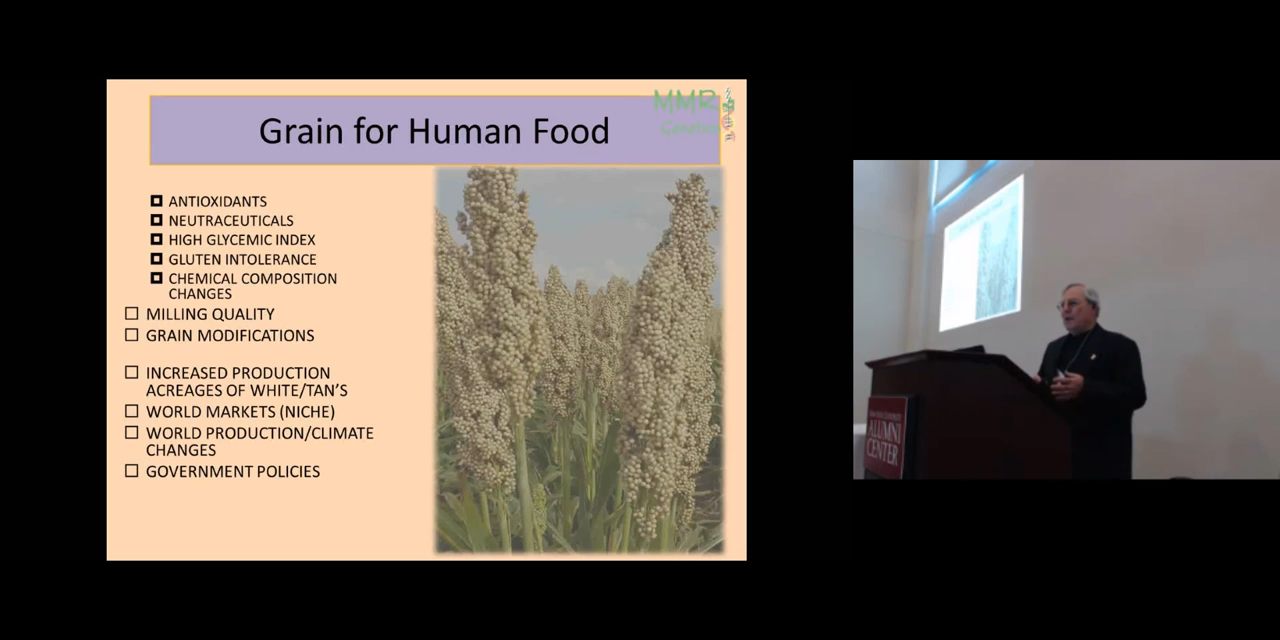 MMR
Genetics
Grain for Human Food
ANTIOXIDANTS
NEUTRACEUTICALS
HIGH GLYCEMIC INDEX
GLUTEN INTOLERANCE
CHEMICAL COMPOSITION
CHANGES
MILLING QUALITY
GRAIN MODIFICATIONS
INCREASED PRODUCTION
ACREAGES OF WHITE/TAN'S
WORLD MARKETS (NICHE)
WORLD PRODUCTION/CLIMATE
CHANGES
GOVERNMENT POLICIES
ALUMNI
CENTER